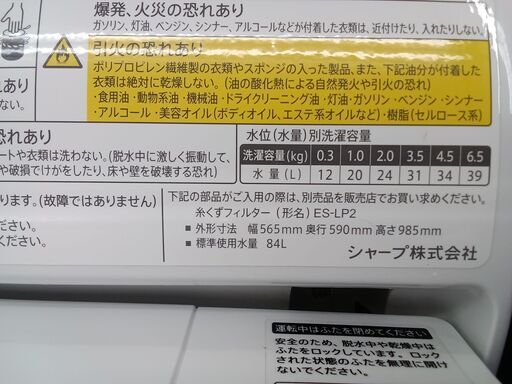 爆発、火災の恐れあり
ガソリン、灯油、ベンジン、シンナー、アルコールなどが付着した衣類は、近付けたり、入れたりしない。
引火の恐れあり
ポリプロピレン繊維製の衣類やスポンジの入った製品、また、下記油分が付着した
衣類は絶対に乾燥しない。(油の酸化熱による自然発火や引火の恐れ)
・食用油・動物系油・機械油・ドライクリーニング油・灯油・ガソリン・ベンジン・シンナー
・アルコール・美容オイル(ボディオイル、エステ系オイルなど)・樹脂(セルロース系)
恐れあり
ートや衣類は洗わない。(脱水中に激しく振動して、
や破損でけがをしたり、床や壁を破壊する恐れ)
ります。(故障ではありません)
水位(水量)別洗濯容量
洗濯容量(kg) 0.3 1.0 2.0 3.5 4.5 6.5
水量(L) 12 20 24 31 34 39
下記の部品がご入用の際は、別売品を販売店でお買い求めください。
糸くずフィルター(形名)ES-LP2
■ 外形寸法 幅565mm 奥行590mm 高さ985mm
■ 標準使用水量 84L
シャープ株式会社
運転中はふたを閉めてください
安全のため、脱水中や乾燥中は
ふたをロックしています。ロック
された状態のふたを無理に開け
ないでください。